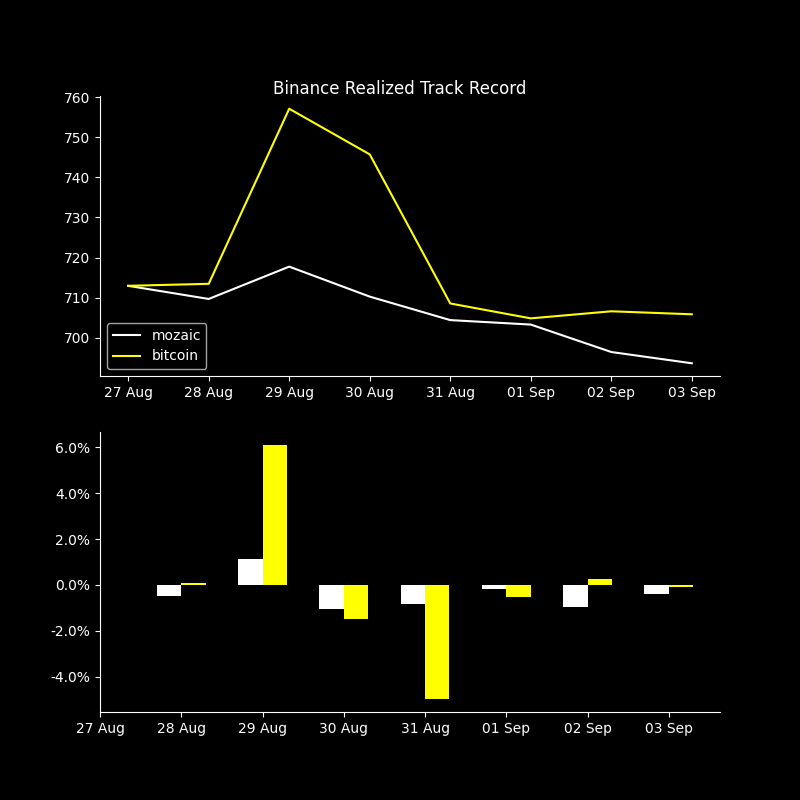 Binance Realized Track Record
760
750
740
730
720
710
700
mozaic
bitcoin
27 Aug 28 Aug 29 Aug 30 Aug 31 Aug 01 Sep 02 Sep 03 Sep
6.0%
4.0%
2.0%
0.0%
-2.0%
-4.0%
27 Aug 28 Aug 29 Aug 30 Aug 31 Aug 01 Sep 02 Sep 03 Sep